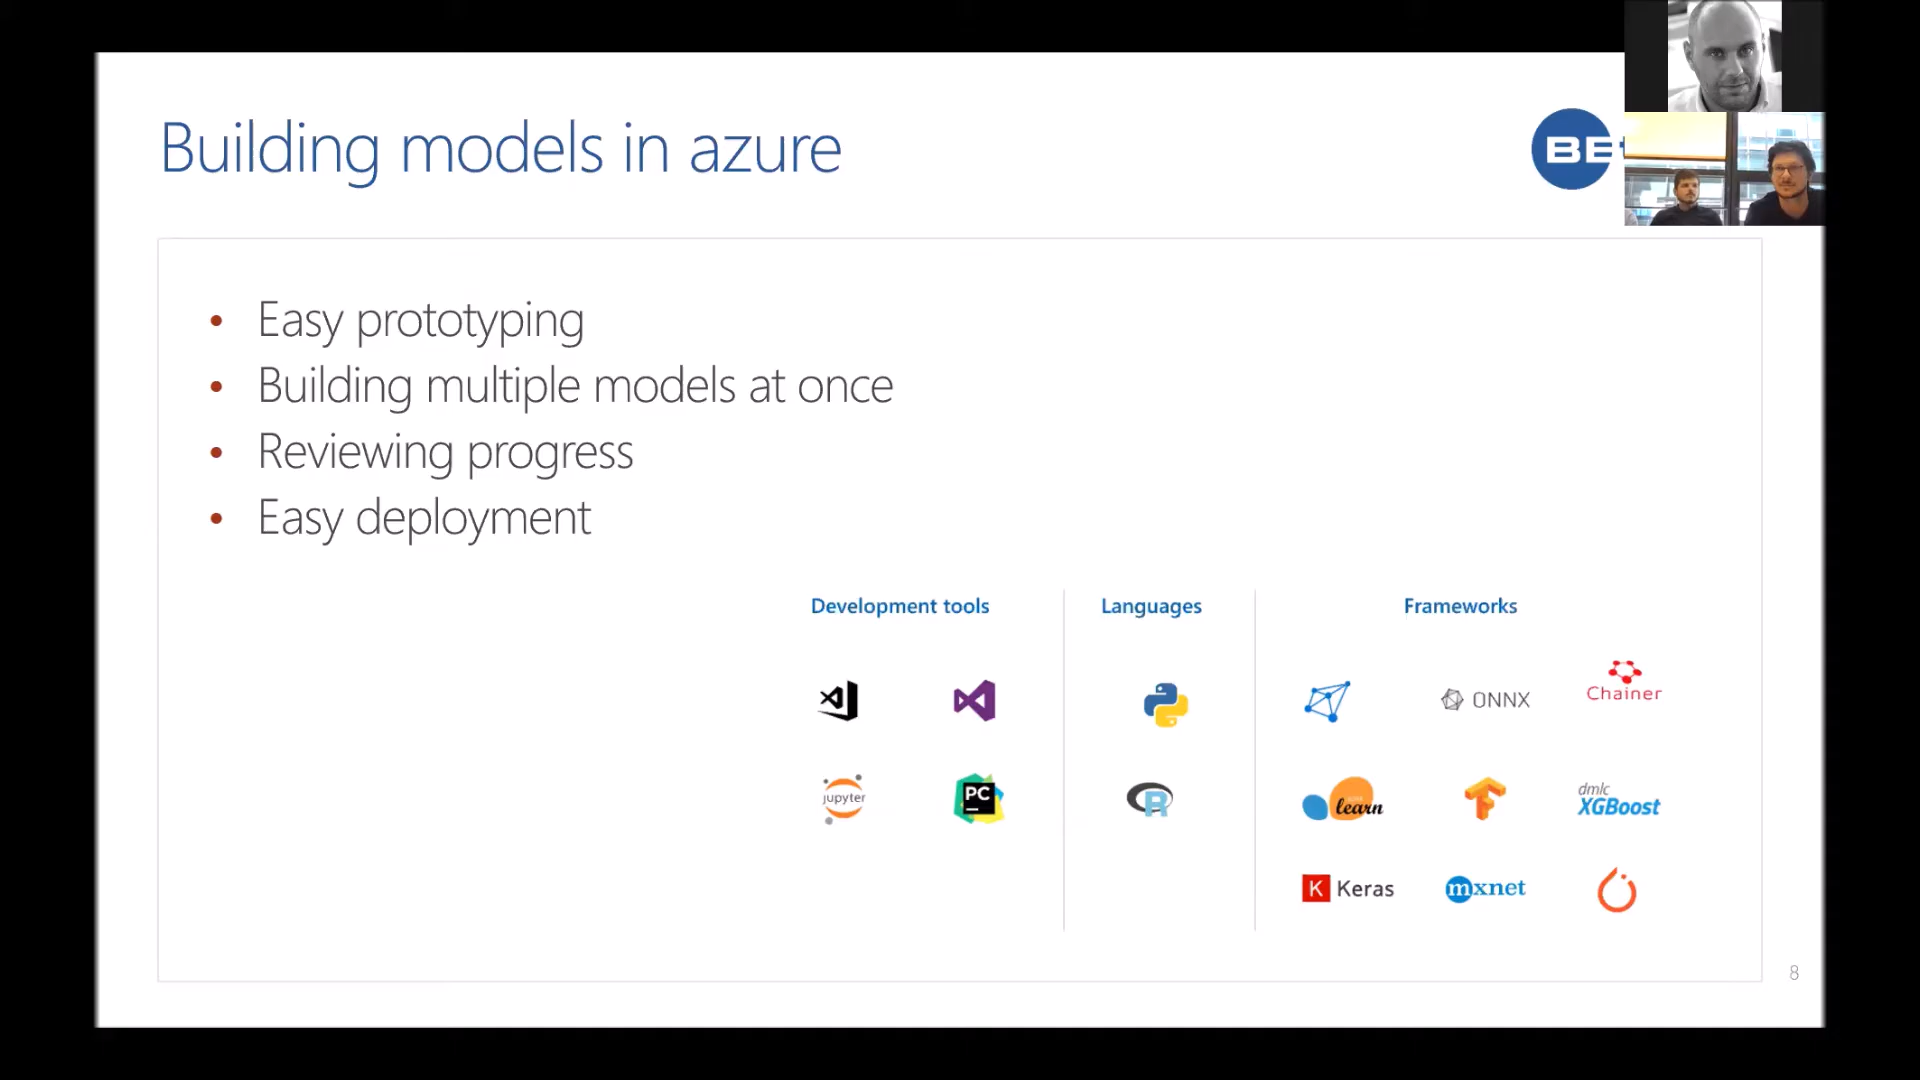 Building models in azure
BE
• Easy prototyping
• Building multiple models at once
• Reviewing progress
• Easy deployment
Development tools
Languages
Frameworks
ONNX
Chainer
jupyter
PC
R
learn
dmlc
XGBoost
K Keras
mxnet
8